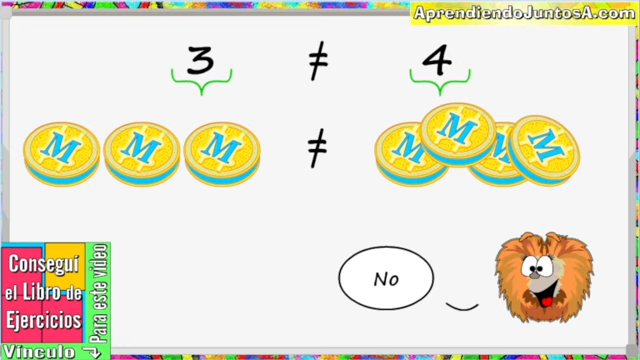 AprendiendoJuntosA.com
3 ≠ 4
M M M ≠ M M M M
No
Conseguí
el Libro de
Ejercicios
Vínculo
Para este video